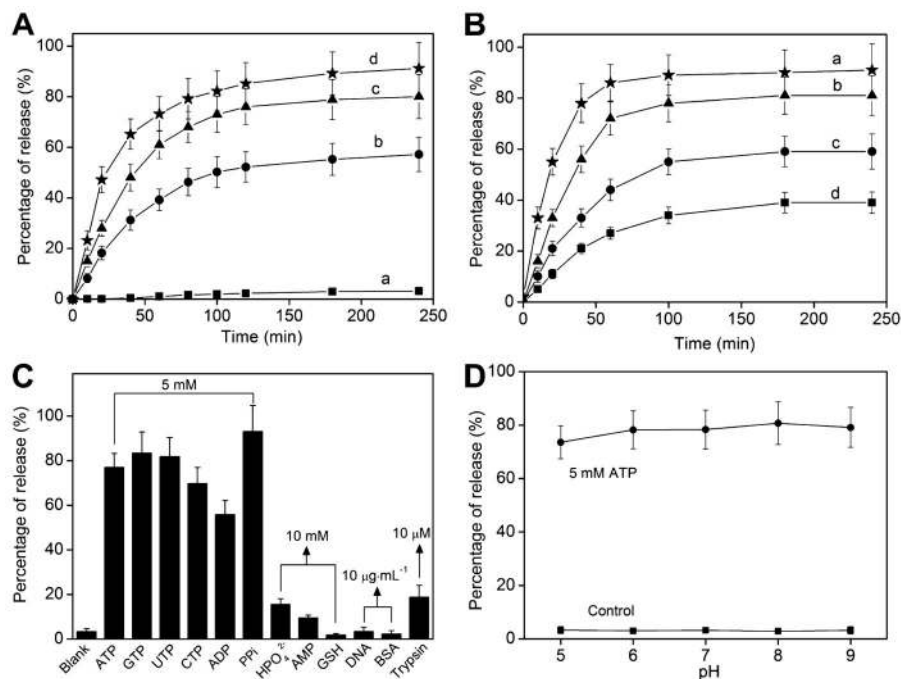 A
100
80
60
40
20
0
Percentage of release (%)
d
c
b
a
0 50 100 150 200 250
Time (min)
B
100
80
60
40
20
0
Percentage of release (%)
a
b
c
d
0 50 100 150 200 250
Time (min)
C
100
80
60
40
20
0
Percentage of release (%)
5 mM
10 mM
10 μg·mL⁻¹
10 μM
Blank ATP GTP UTP CTP ADP PPi HPO₄²⁻ AMP GSH DNA BSA Trypsin
D
100
80
60
40
20
0
Percentage of release (%)
5 mM ATP
Control
5 6 7 8 9
pH